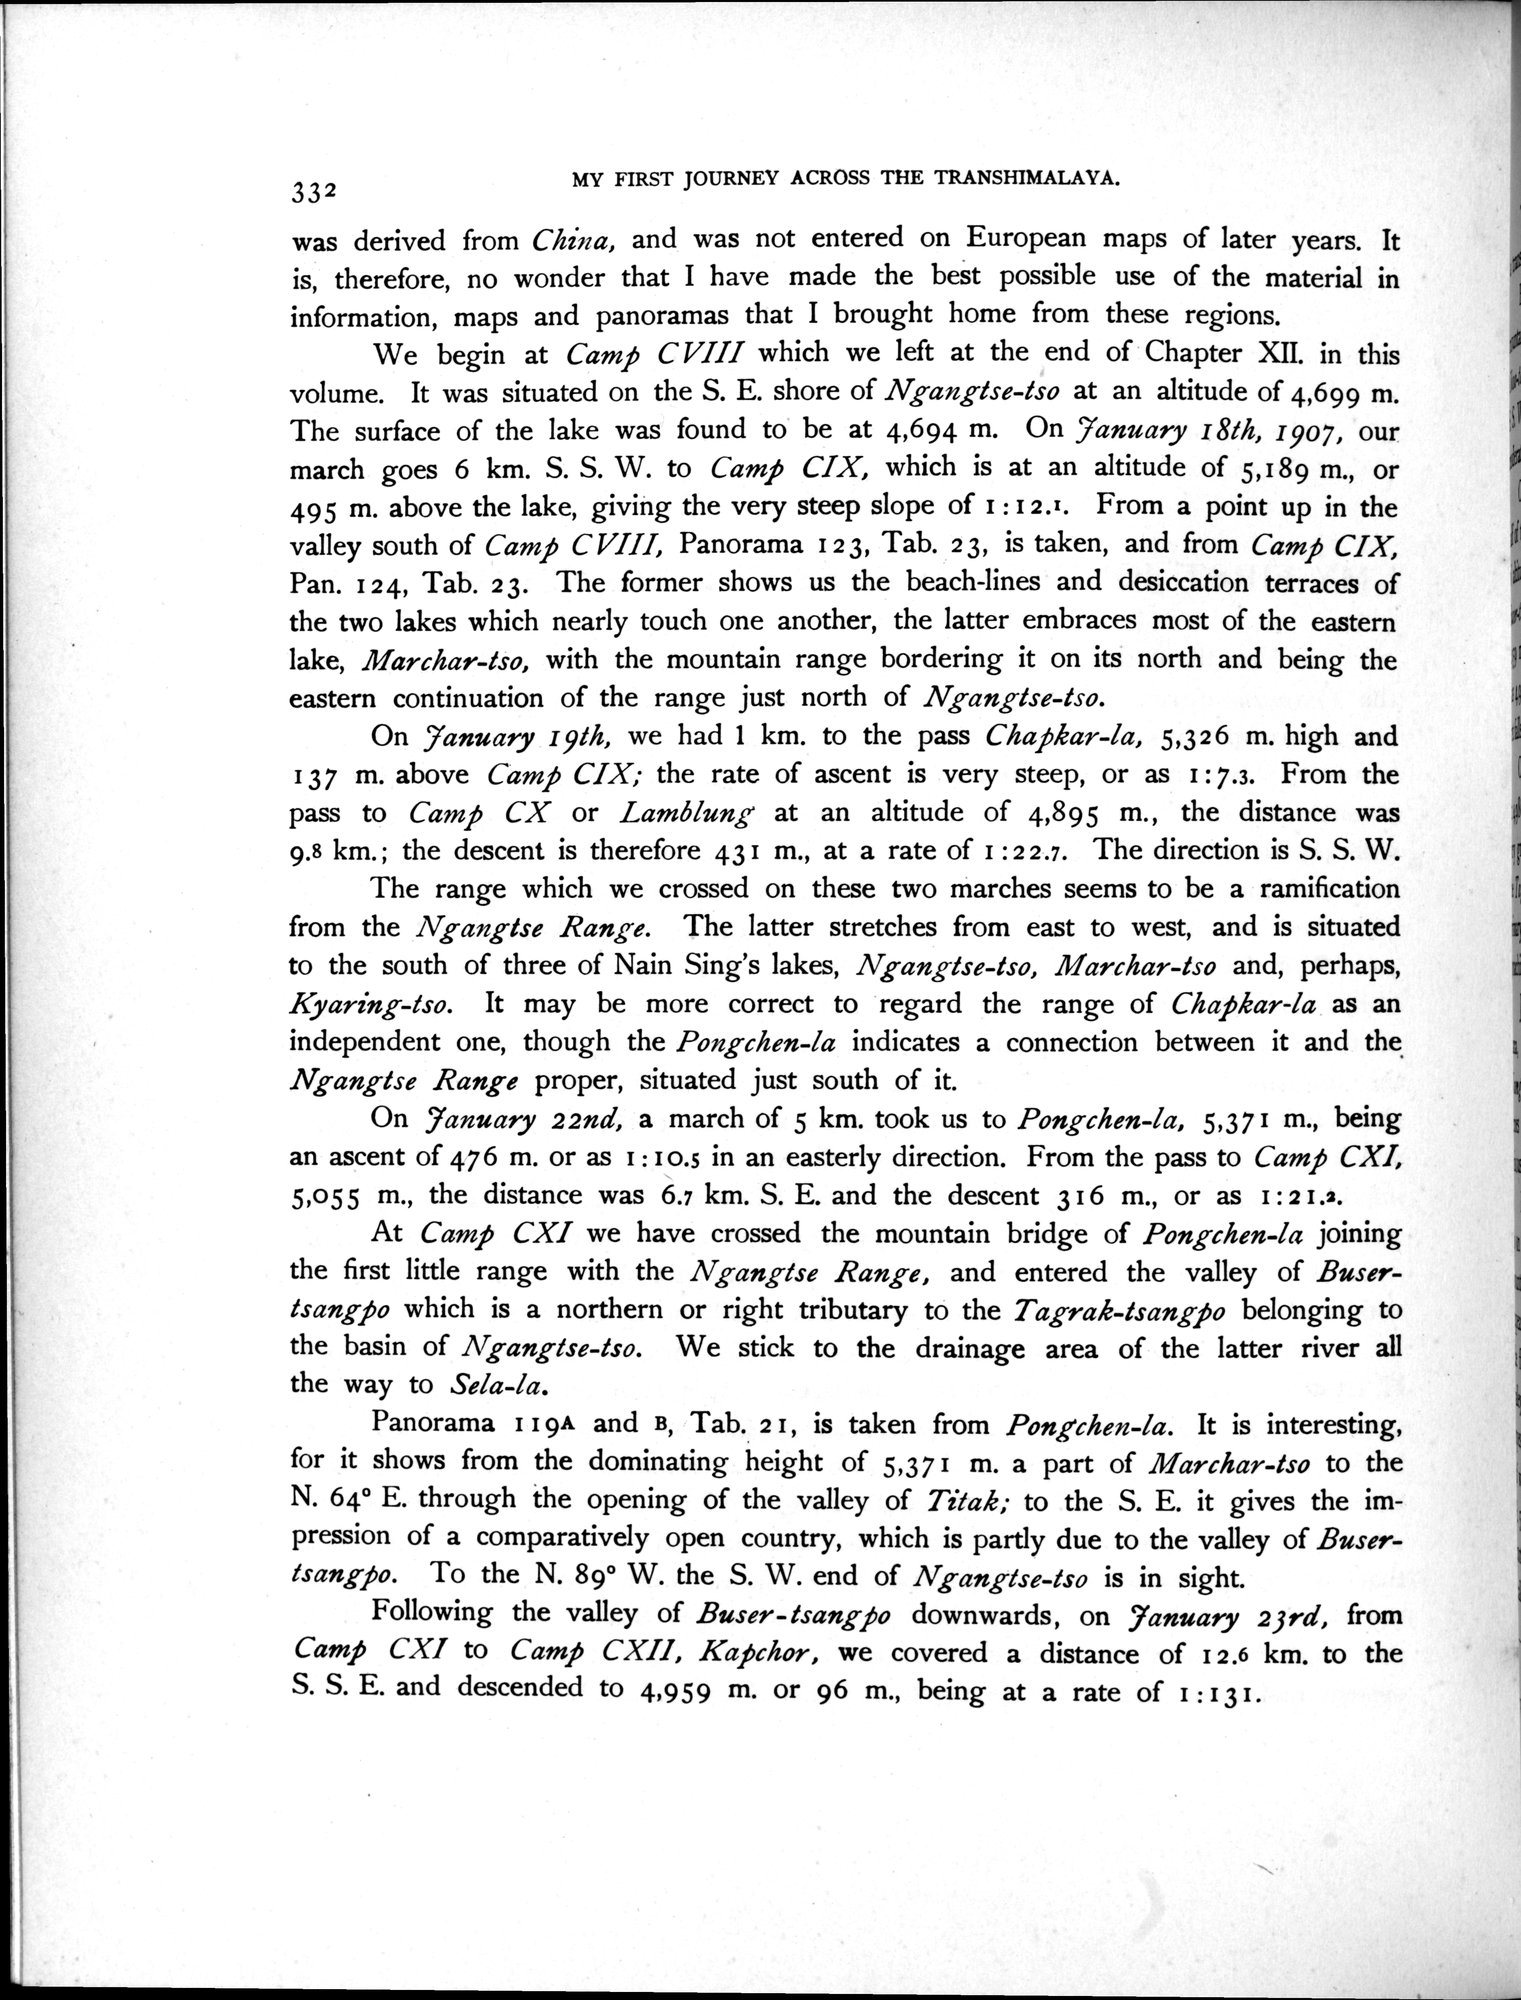 332
MY FIRST JOURNEY ACROSS THE TRANSHIMALAYA.
was derived from China, and was not entered on European maps of later years. It
is, therefore, no wonder that I have made the best possible use of the material in
information, maps and panoramas that I brought home from these regions.
We begin at Camp CVIII which we left at the end of Chapter XII. in this
volume. It was situated on the S. E. shore of Ngangtse-tso at an altitude of 4,699 m.
The surface of the lake was found to be at 4,694 m. On January 18th, 1907, our
march goes 6 km. S. S. W. to Camp CIX, which is at an altitude of 5,189 m., or
495 m. above the lake, giving the very steep slope of 1:12.1. From a point up in the
valley south of Camp CVIII, Panorama 123, Tab. 23, is taken, and from Camp CIX,
Pan. 124, Tab. 23. The former shows us the beach-lines and desiccation terraces of
the two lakes which nearly touch one another, the latter embraces most of the eastern
lake, Marchar-tso, with the mountain range bordering it on its north and being the
eastern continuation of the range just north of Ngangtse-tso.
On January 19th, we had 1 km. to the pass Chapkar-la, 5,326 m. high and
137 m. above Camp CIX; the rate of ascent is very steep, or as 1:7.3. From the
pass to Camp CX or Lamblung at an altitude of 4,895 m., the distance was
9.8 km.; the descent is therefore 431 m., at a rate of 1:22.7. The direction is S. S. W.
The range which we crossed on these two marches seems to be a ramification
from the Ngangtse Range. The latter stretches from east to west, and is situated
to the south of three of Nain Sing's lakes, Ngangtse-tso, Marchar-tso and, perhaps,
Kyaring-tso. It may be more correct to regard the range of Chapkar-la as an
independent one, though the Pongchen-la indicates a connection between it and the
Ngangtse Range proper, situated just south of it.
On January 22nd, a march of 5 km. took us to Pongchen-la, 5,371 m., being
an ascent of 476 m. or as 1:10.5 in an easterly direction. From the pass to Camp CXI,
5,055 m., the distance was 6.7 km. S. E. and the descent 316 m., or as 1:21.2.
At Camp CXI we have crossed the mountain bridge of Pongchen-la joining
the first little range with the Ngangtse Range, and entered the valley of Buser-
tsangpo which is a northern or right tributary to the Tagrak-tsangpo belonging to
the basin of Ngangtse-tso. We stick to the drainage area of the latter river all
the way to Sela-la.
Panorama 119A and B, Tab. 21, is taken from Pongchen-la. It is interesting,
for it shows from the dominating height of 5,371 m. a part of Marchar-tso to the
N. 64° E. through the opening of the valley of Titak; to the S. E. it gives the im-
pression of a comparatively open country, which is partly due to the valley of Buser-
tsangpo. To the N. 89° W. the S. W. end of Ngangtse-tso is in sight.
Following the valley of Buser-tsangpo downwards, on January 23rd, from
Camp CXI to Camp CXII, Kapchor, we covered a distance of 12.6 km. to the
S. S. E. and descended to 4,959 m. or 96 m., being at a rate of 1:131.